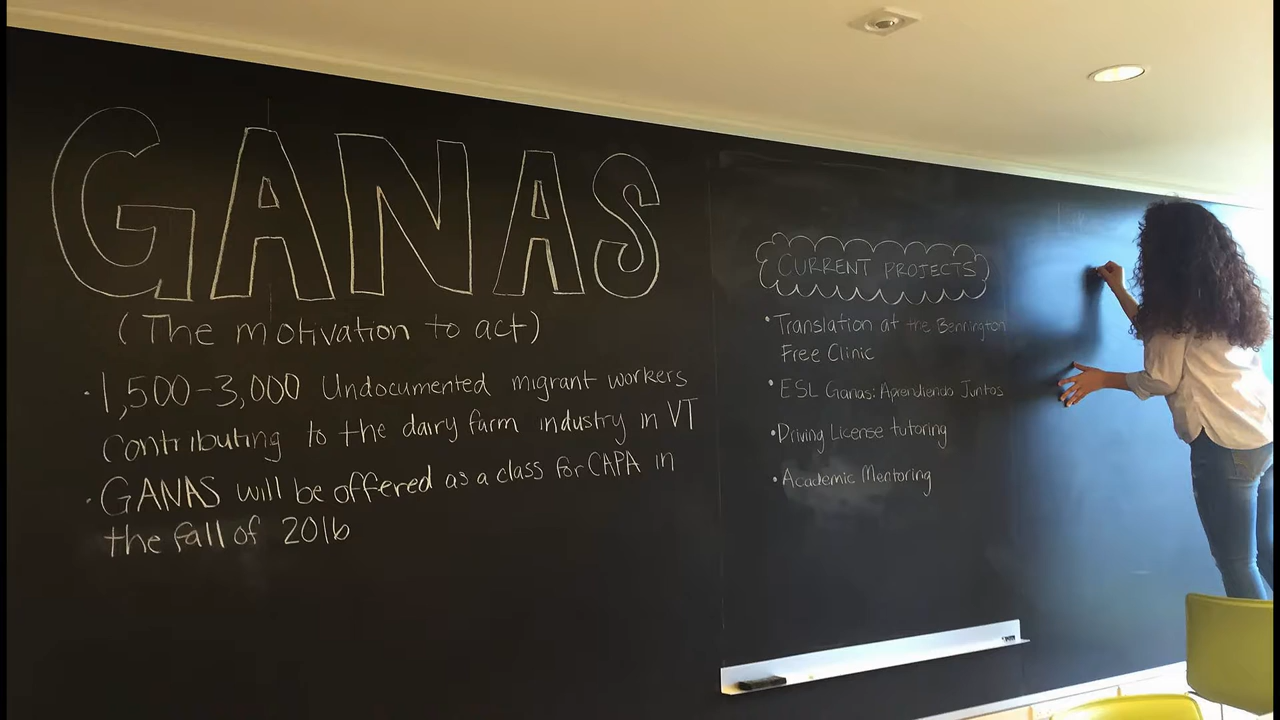 GANAS
(The motivation to act)
· 1,500-3,000 Undocumented migrant workers
contributing to the dairy farm industry in VT
· GANAS will be offered as a class for CAPA in
the fall of 2016
CURRENT PROJECTS
· Translation at the Bennington
Free Clinic
· ESL Ganas: Aprendiendo Juntos
· Driving License tutoring
· Academic Mentoring